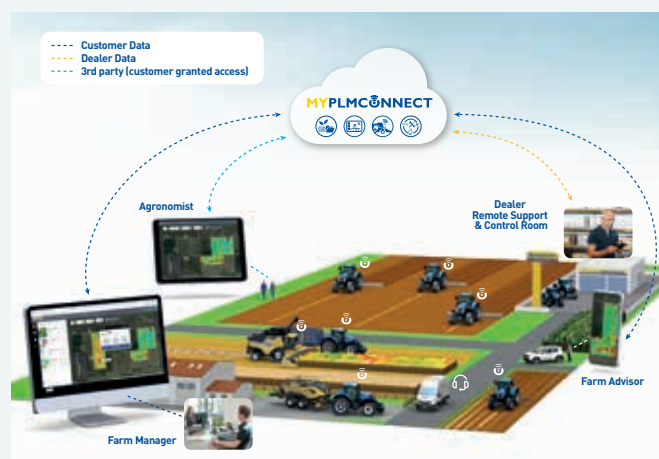 Customer Data
Dealer Data
3rd party (customer granted access)
MYPLMCONNECT
Agronomist
Dealer
Remote Support
& Control Room
Farm Advisor
Farm Manager